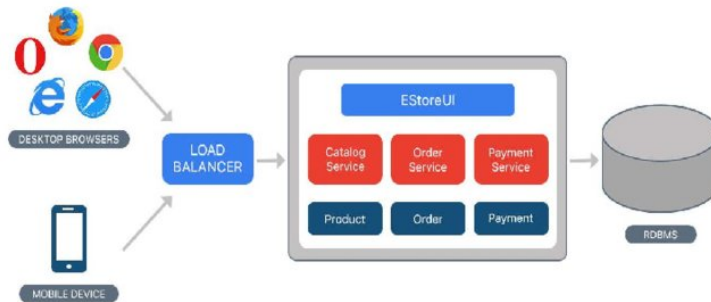 DESKTOP BROWSERS
MOBILE DEVICE
LOAD
BALANCER
EStoreUI
Catalog
Service
Order
Service
Payment
Service
Product
Order
Payment
RDBMS